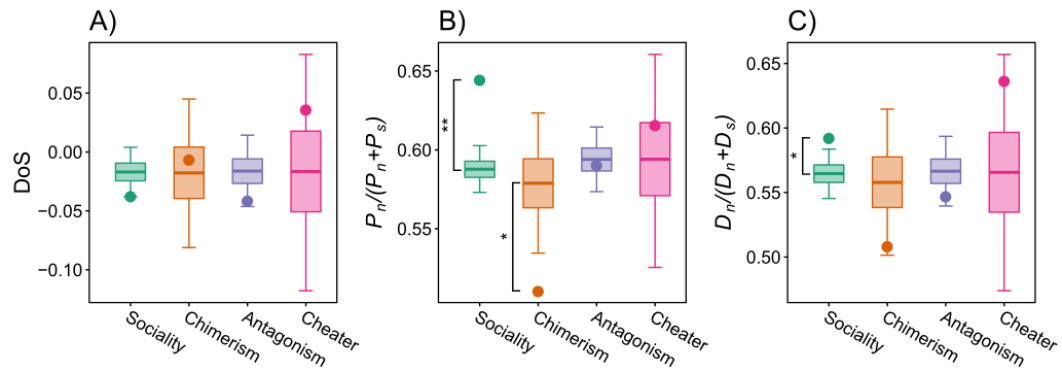 A)
DoS
0.05
0.00
−0.05
−0.10
Sociality
Chimerism
Antagonism
Cheater
B)
Pn/(Pn+Ps)
0.65
0.60
0.55
**
*
Sociality
Chimerism
Antagonism
Cheater
C)
Dn/(Dn+Ds)
0.65
0.60
0.55
0.50
*
Sociality
Chimerism
Antagonism
Cheater